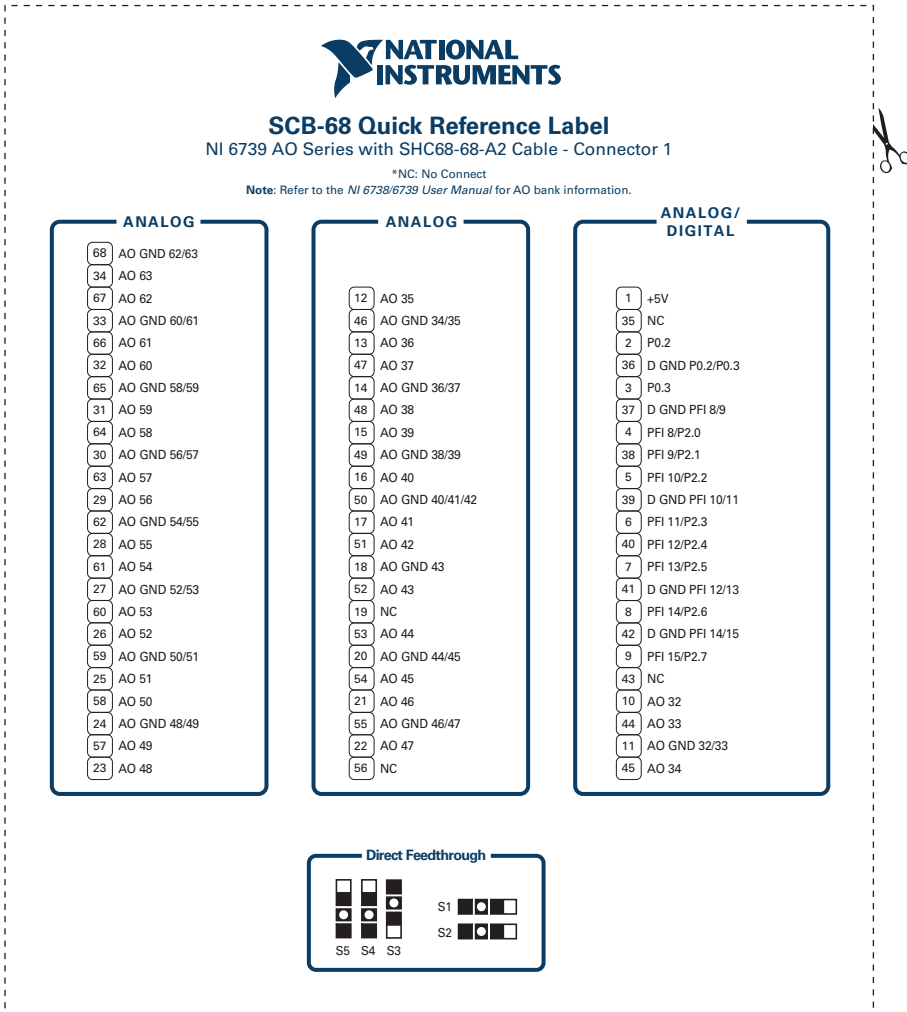 NATIONAL
INSTRUMENTS
SCB-68 Quick Reference Label
NI 6739 AO Series with SHC68-68-A2 Cable - Connector 1
*NC: No Connect
Note: Refer to the NI 6738/6739 User Manual for AO bank information.
ANALOG
68 AO GND 62/63
34 AO 63
67 AO 62
33 AO GND 60/61
66 AO 61
32 AO 60
65 AO GND 58/59
31 AO 59
64 AO 58
30 AO GND 56/57
63 AO 57
29 AO 56
62 AO GND 54/55
28 AO 55
61 AO 54
27 AO GND 52/53
60 AO 53
26 AO 52
59 AO GND 50/51
25 AO 51
58 AO 50
24 AO GND 48/49
57 AO 49
23 AO 48
ANALOG
12 AO 35
46 AO GND 34/35
13 AO 36
47 AO 37
14 AO GND 36/37
48 AO 38
15 AO 39
49 AO GND 38/39
16 AO 40
50 AO GND 40/41/42
17 AO 41
51 AO 42
18 AO GND 43
52 AO 43
19 NC
53 AO 44
20 AO GND 44/45
54 AO 45
21 AO 46
55 AO GND 46/47
22 AO 47
56 NC
ANALOG/
DIGITAL
1 +5V
35 NC
2 P0.2
36 D GND P0.2/P0.3
3 P0.3
37 D GND PFI 8/9
4 PFI 8/P2.0
38 PFI 9/P2.1
5 PFI 10/P2.2
39 D GND PFI 10/11
6 PFI 11/P2.3
40 PFI 12/P2.4
7 PFI 13/P2.5
41 D GND PFI 12/13
8 PFI 14/P2.6
42 D GND PFI 14/15
9 PFI 15/P2.7
43 NC
10 AO 32
44 AO 33
11 AO GND 32/33
45 AO 34
Direct Feedthrough
S1
S2
S5 S4 S3